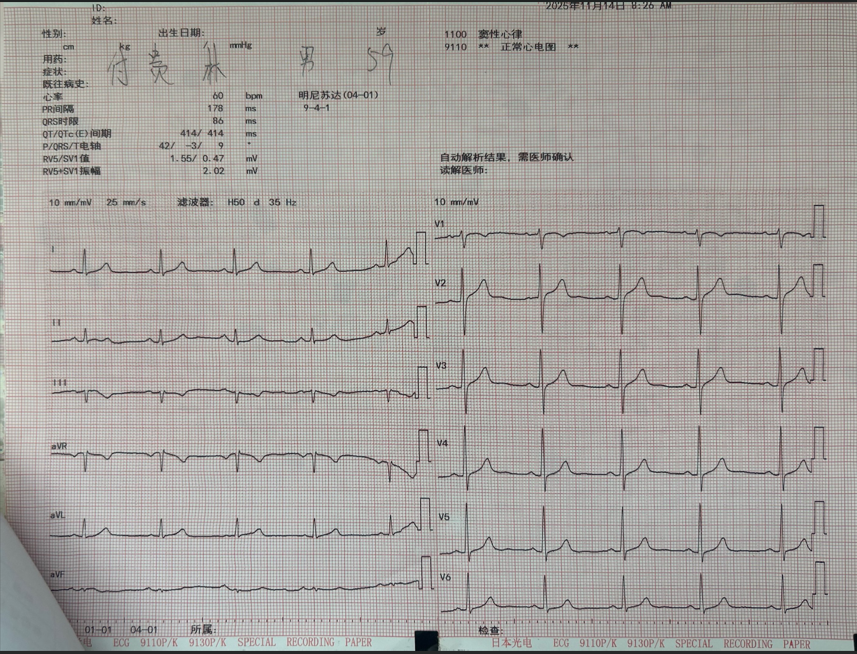 2025年11月14日 8:26 AM
ID:
姓名:
性别: 出生日期: 岁
cm kg mmHg
男 59
用药:
症状:
既往病史:
心率 60 bpm 明尼苏达(04-01)
PR间隔 178 ms 9-4-1
QRS时限 86 ms
QT/QTc(E)间期 414/ 414 ms
P/QRS/T电轴 42/ -3/ 9 °
RV5/SV1值 1.55/ 0.47 mV
RV5+SV1振幅 2.02 mV
1100 窦性心律
9110 ** 正常心电图 **
自动解析结果, 需医师确认
读解医师:
10 mm/mV 25 mm/s 滤波器: H50 d 35 Hz
10 mm/mV
I
II
III
aVR
aVL
aVF
V1
V2
V3
V4
V5
V6
01-01 04-01 所属:
检查:
电 ECG 9110P/K 9130P/K SPECIAL RECORDING PAPER
日本光电 ECG 9110P/K 9130P/K SPECIAL RECORDING PAPER